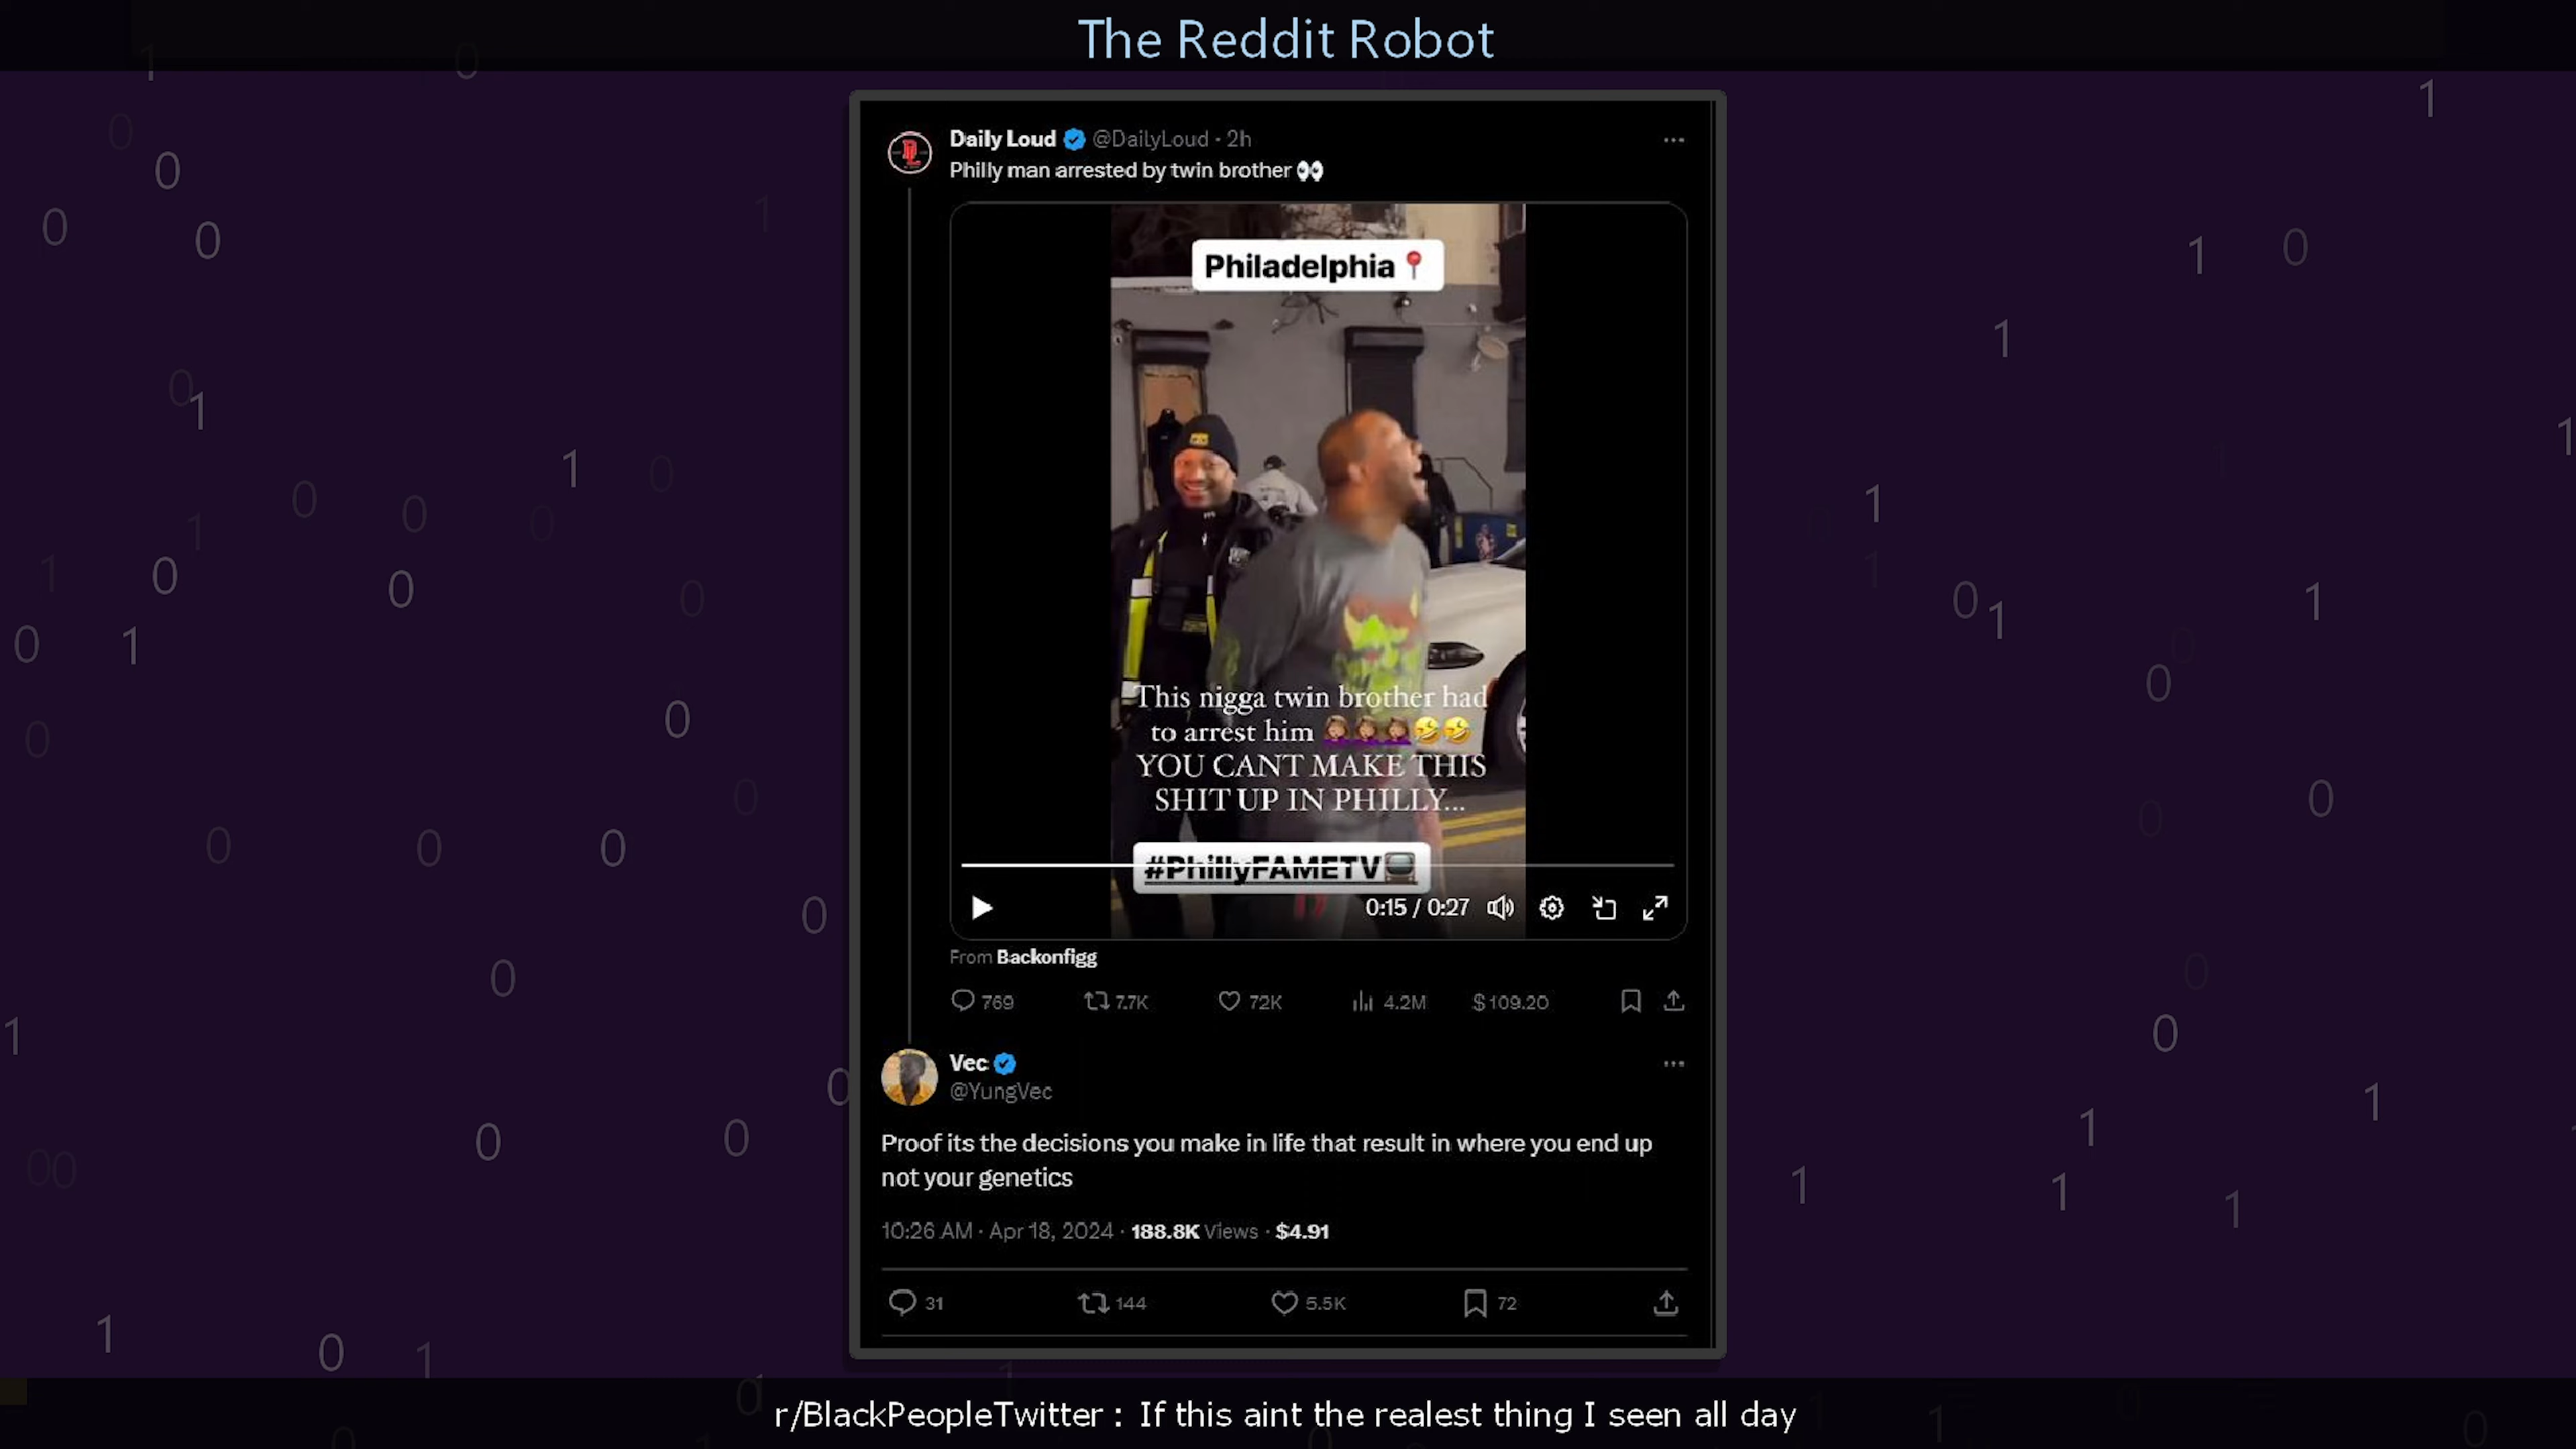 The Reddit Robot
Daily Loud @DailyLoud · 2h
Philly man arrested by twin brother 👀
Philadelphia📍
This nigga twin brother had
to arrest him 🤦🏽‍♀️🤦🏽‍♀️🤦🏽‍♀️🤣🤣
YOU CANT MAKE THIS
SHIT UP IN PHILLY...
#PhillyFAMETV📺
0:15 / 0:27
From Backonfigg
769 7.7K 72K 4.2M $109.20
Vec
@YungVec
Proof its the decisions you make in life that result in where you end up
not your genetics
10:26 AM · Apr 18, 2024 · 188.8K Views · $4.91
31 144 5.5K 72
r/BlackPeopleTwitter : If this aint the realest thing I seen all day